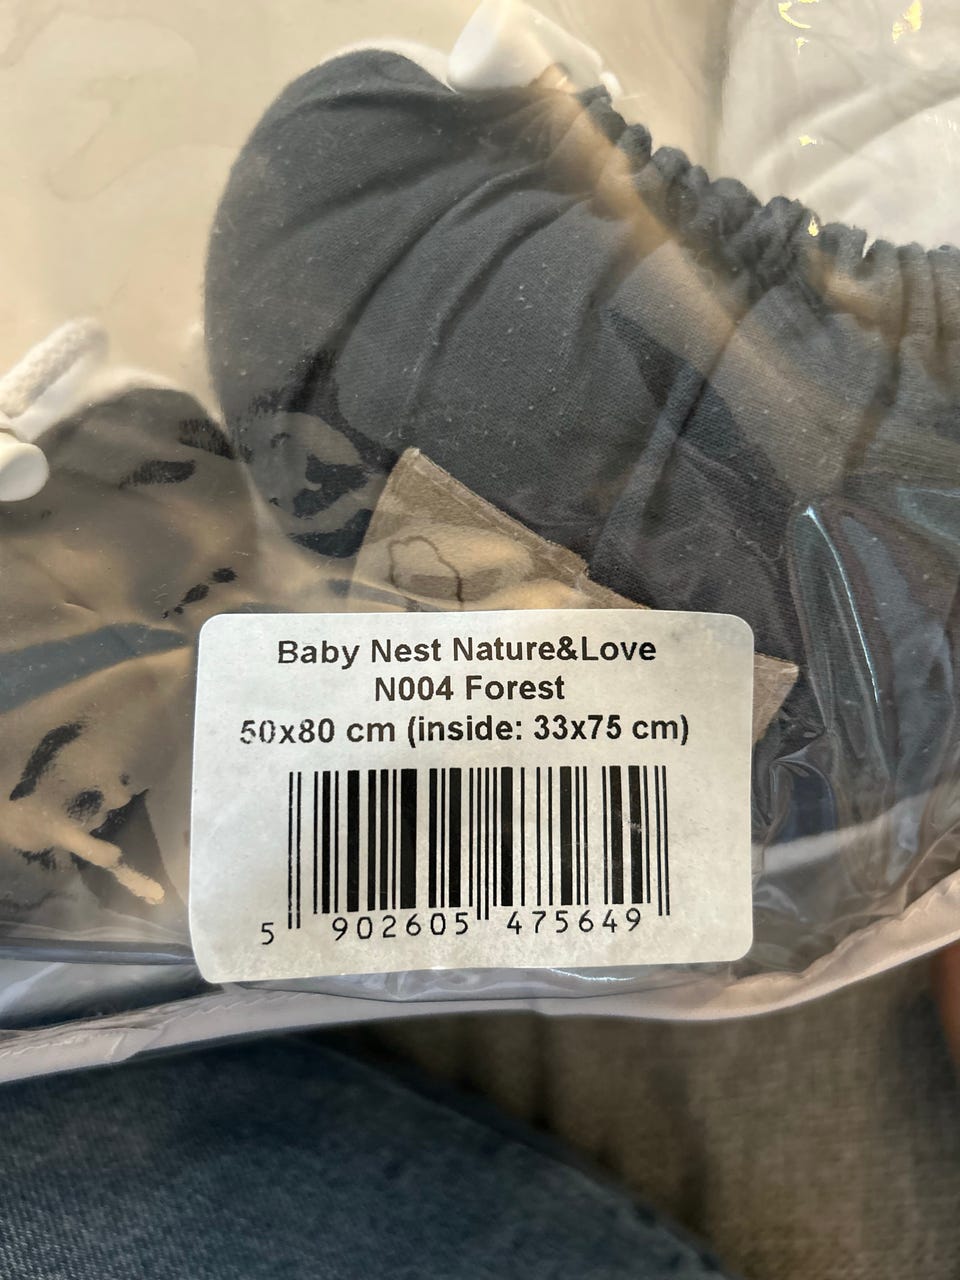 Baby Nest Nature&Love
N004 Forest
50x80 cm (inside: 33x75 cm)
5 902605 475649